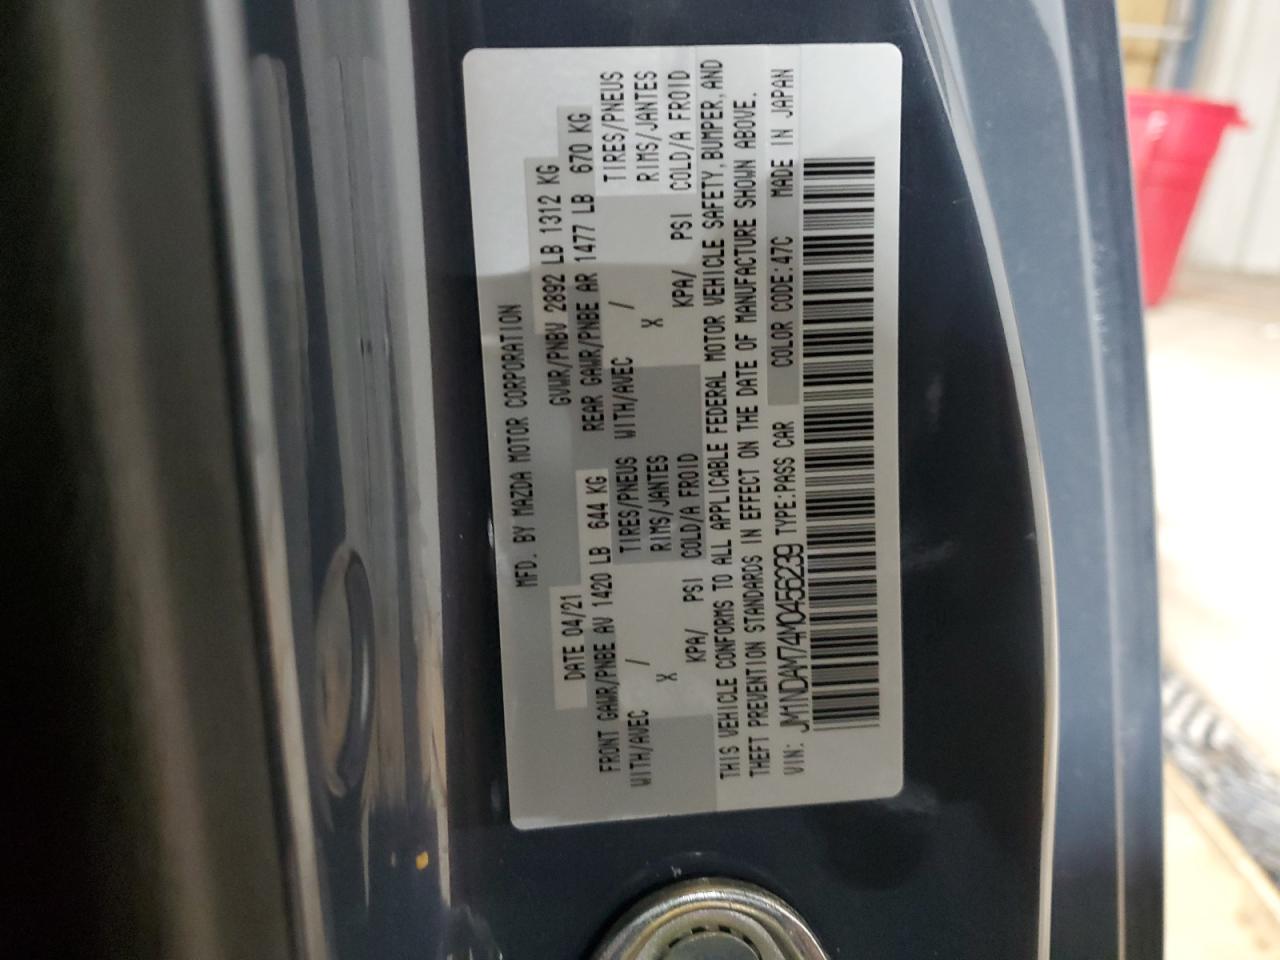 MFD. BY MAZDA MOTOR CORPORATION
DATE 04/21 GVWR/PNBV 2892 LB 1312 KG
FRONT GAWR/PNBE AV 1420 LB 644 KG REAR GAWR/PNBE AR 1477 LB 670 KG
WITH/AVEC / TIRES/PNEUS WITH/AVEC / TIRES/PNEUS
X RIMS/JANTES X RIMS/JANTES
KPA/ PSI COLD/A FROID KPA/ PSI COLD/A FROID
THIS VEHICLE CONFORMS TO ALL APPLICABLE FEDERAL MOTOR VEHICLE SAFETY, BUMPER, AND
THEFT PREVENTION STANDARDS IN EFFECT ON THE DATE OF MANUFACTURE SHOWN ABOVE.
VIN: JM1NDAM74M0456239 TYPE:PASS CAR COLOR CODE:47C MADE IN JAPAN